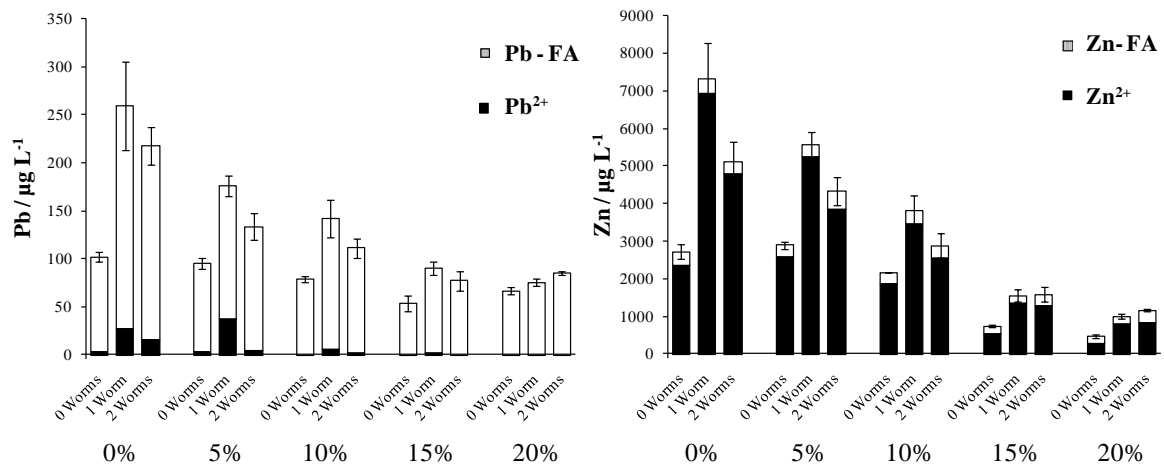 350
300
250
200
150
100
50
0
Pb / µg L⁻¹
Pb - FA
Pb²⁺
0 Worms
1 Worm
2 Worms
0 Worms
1 Worm
2 Worms
0 Worms
1 Worm
2 Worms
0 Worms
1 Worm
2 Worms
0 Worms
1 Worm
2 Worms
0%
5%
10%
15%
20%
9000
8000
7000
6000
5000
4000
3000
2000
1000
0
Zn / µg L⁻¹
Zn- FA
Zn²⁺
0 Worms
1 Worm
2 Worms
0 Worms
1 Worm
2 Worms
0 Worms
1 Worm
2 Worms
0 Worms
1 Worm
2 Worms
0 Worms
1 Worm
2 Worms
0%
5%
10%
15%
20%